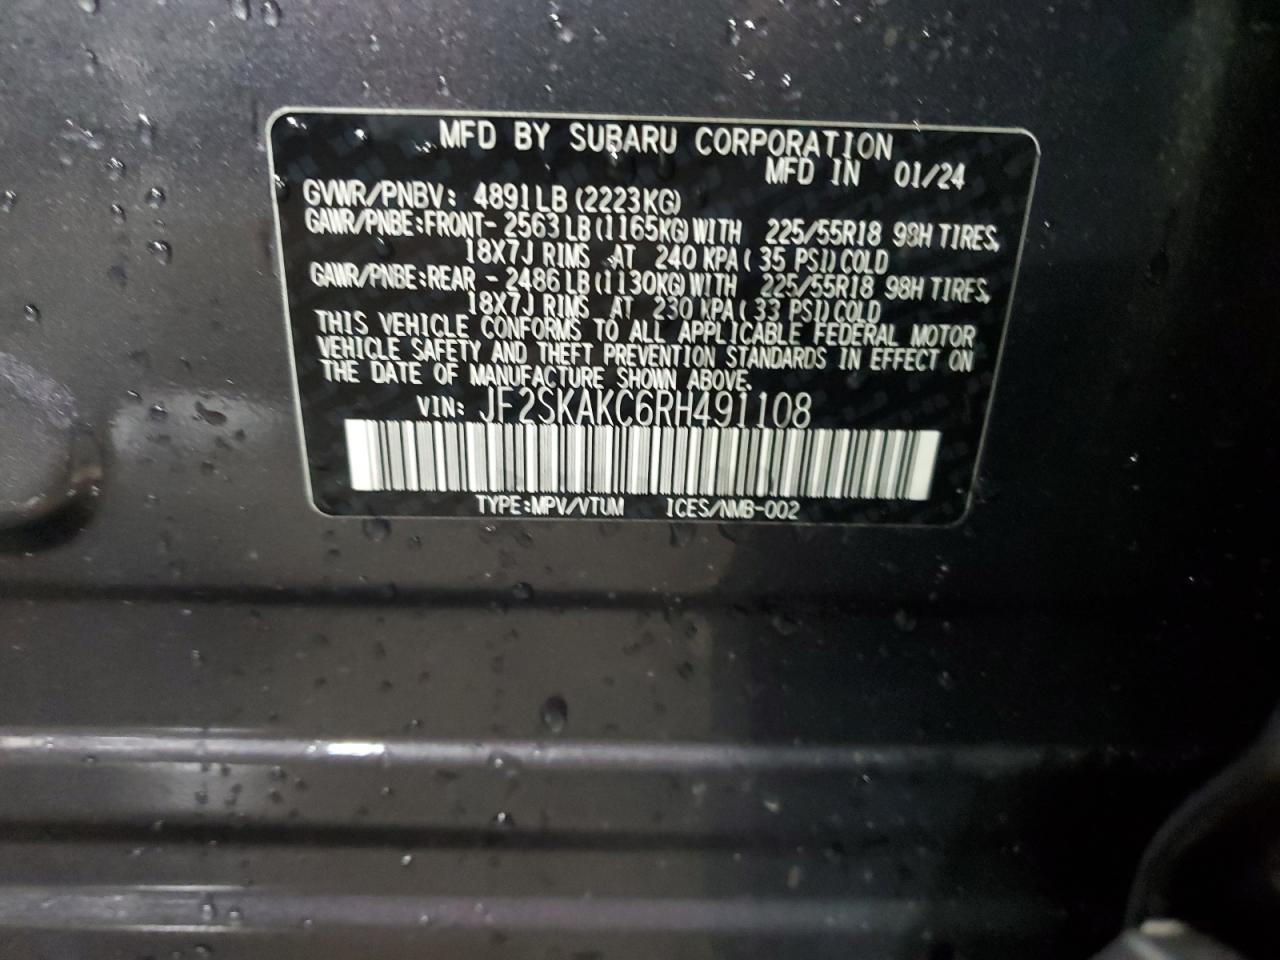 MFD BY SUBARU CORPORATION
MFD IN 01/24
GVWR/PNBV: 4891LB (2223KG)
GAWR/PNBE:FRONT- 2563LB (1165KG) WITH 225/55R18 98H TIRES,
18X7J RIMS AT 240 KPA ( 35 PSI) COLD
GAWR/PNBE:REAR - 2486LB (1130KG) WITH 225/55R18 98H TIRES,
18X7J RIMS AT 230 KPA ( 33 PSI) COLD
THIS VEHICLE CONFORMS TO ALL APPLICABLE FEDERAL MOTOR
VEHICLE SAFETY AND THEFT PREVENTION STANDARDS IN EFFECT ON
THE DATE OF MANUFACTURE SHOWN ABOVE.
VIN: JF2SKAKC6RH491108
TYPE:MPV/VTUM ICES/NMB-002